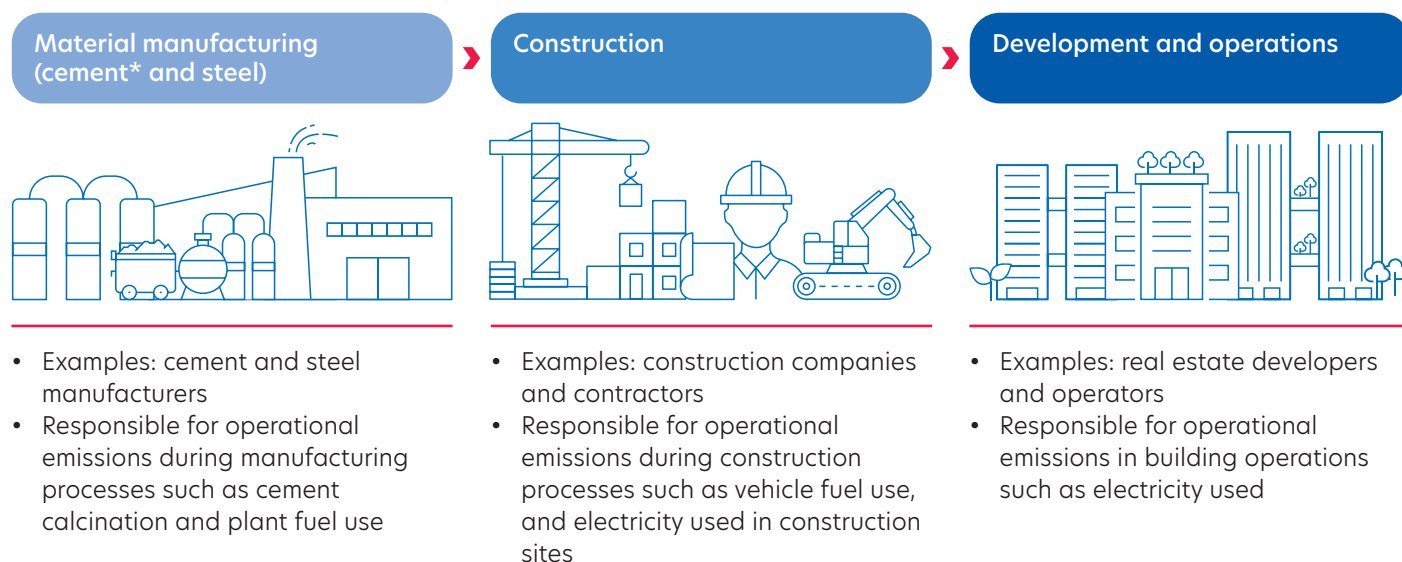 Material manufacturing
(cement* and steel)
Construction
Development and operations
• Examples: cement and steel
manufacturers
• Responsible for operational
emissions during manufacturing
processes such as cement
calcination and plant fuel use
• Examples: construction companies
and contractors
• Responsible for operational
emissions during construction
processes such as vehicle fuel use,
and electricity used in construction
sites
• Examples: real estate developers
and operators
• Responsible for operational
emissions in building operations
such as electricity used